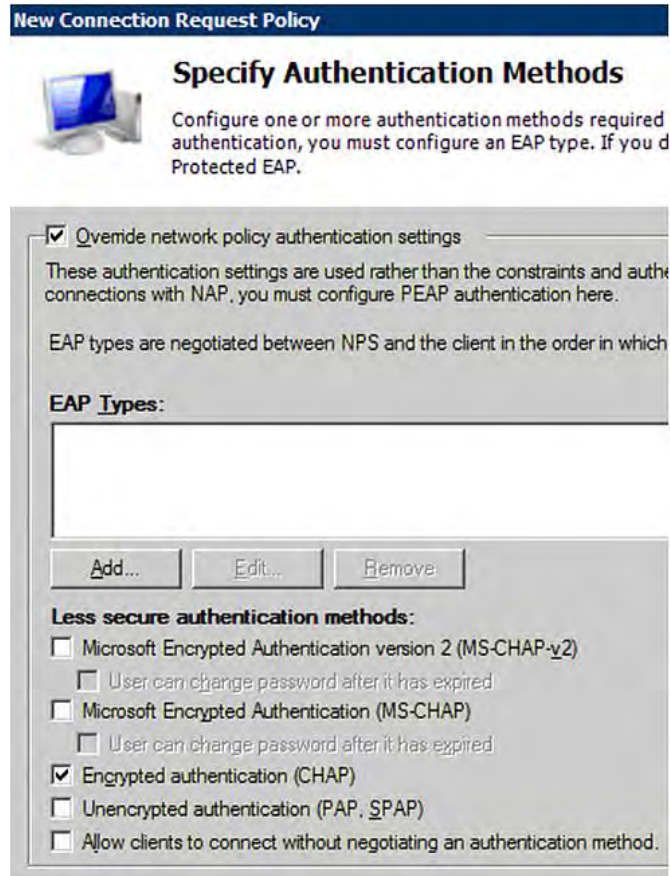 New Connection Request Policy
Specify Authentication Methods
Configure one or more authentication methods required
authentication, you must configure an EAP type. If you d
Protected EAP.
Override network policy authentication settings
These authentication settings are used rather than the constraints and authe
connections with NAP, you must configure PEAP authentication here.
EAP types are negotiated between NPS and the client in the order in which
EAP Types:
Add... Edit... Remove
Less secure authentication methods:
Microsoft Encrypted Authentication version 2 (MS-CHAP-v2)
User can change password after it has expired
Microsoft Encrypted Authentication (MS-CHAP)
User can change password after it has expired
Encrypted authentication (CHAP)
Unencrypted authentication (PAP, SPAP)
Allow clients to connect without negotiating an authentication method.